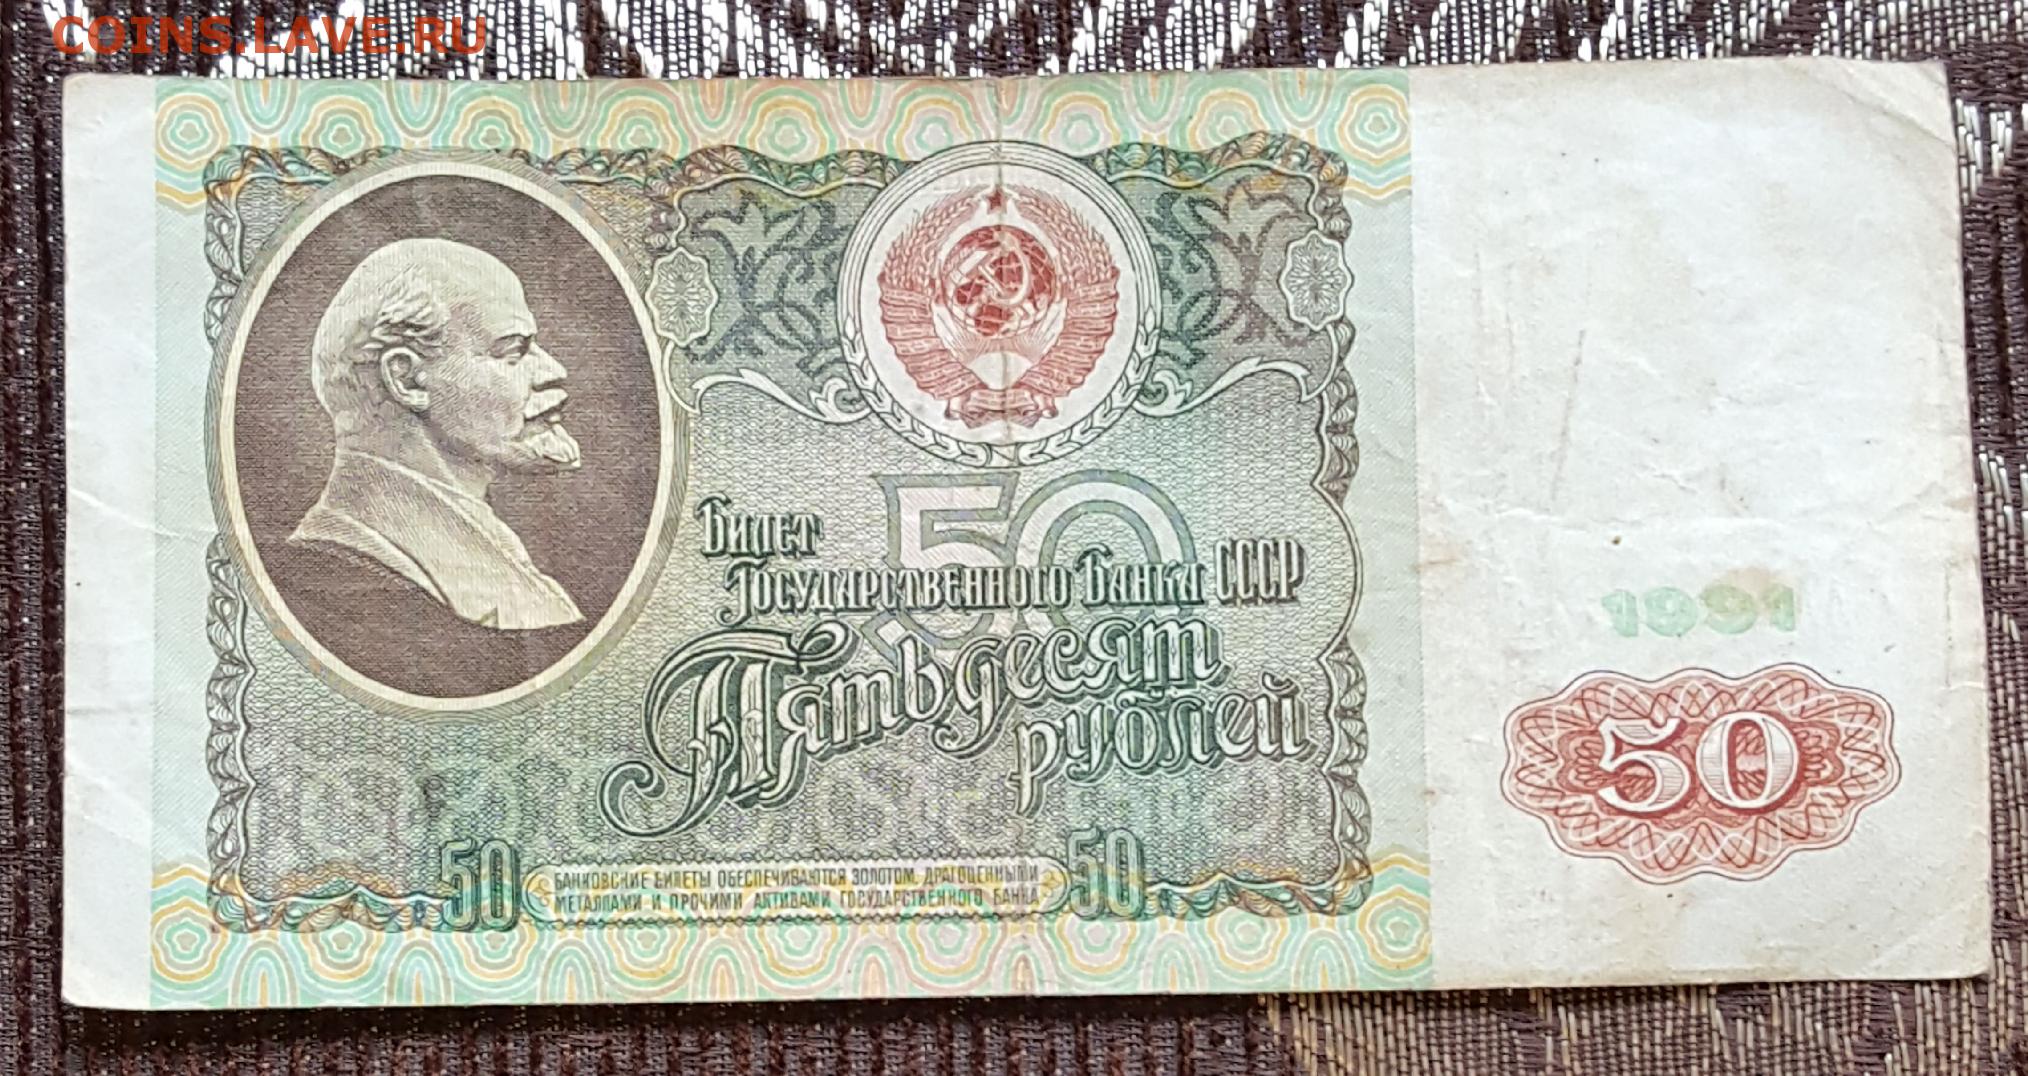 COINS.LAVE.RU
Билет
Государственного Банка СССР
Пятьдесят
рублей
50
1991
50
50
БАНКОВСКИЕ БИЛЕТЫ ОБЕСПЕЧИВАЮТСЯ ЗОЛОТОМ, ДРАГОЦЕННЫМИ
МЕТАЛЛАМИ И ПРОЧИМИ АКТИВАМИ ГОСУДАРСТВЕННОГО БАНКА
50